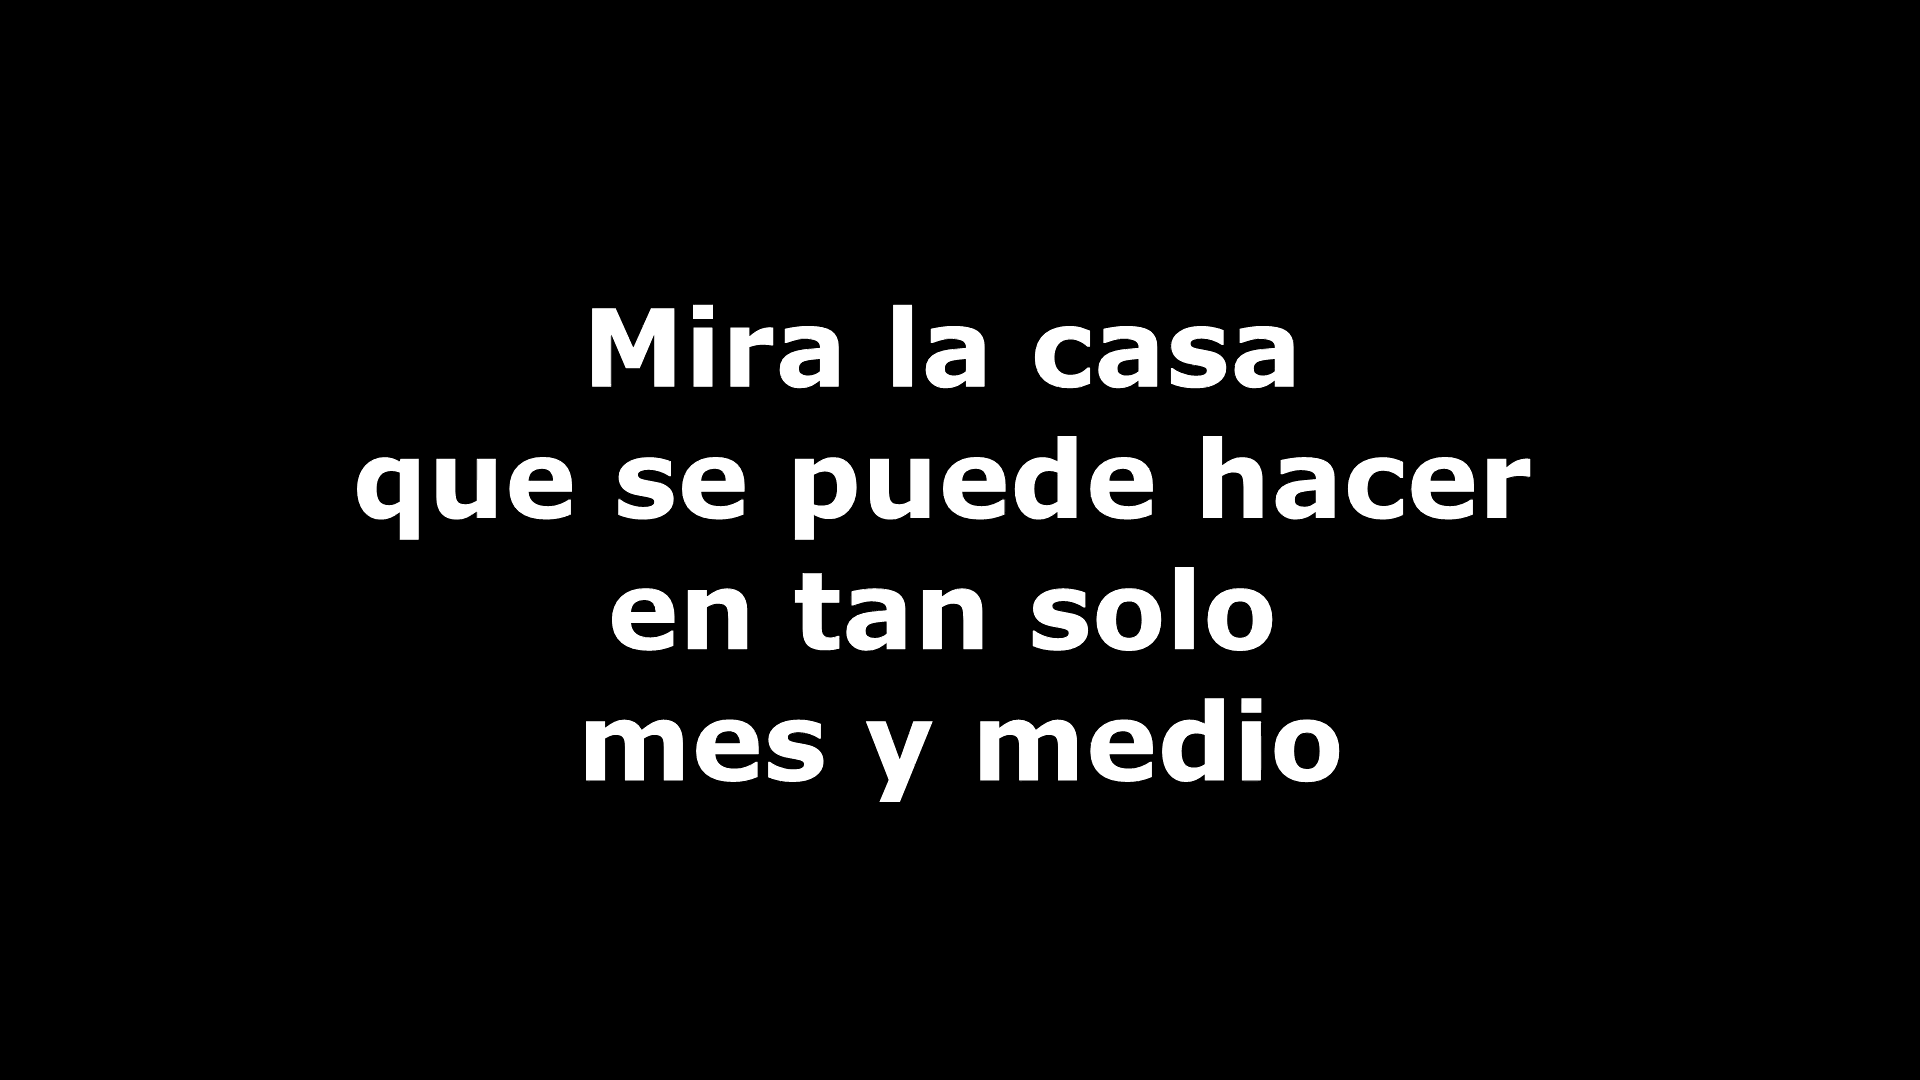 Mira la casa
que se puede hacer
en tan solo
mes y medio